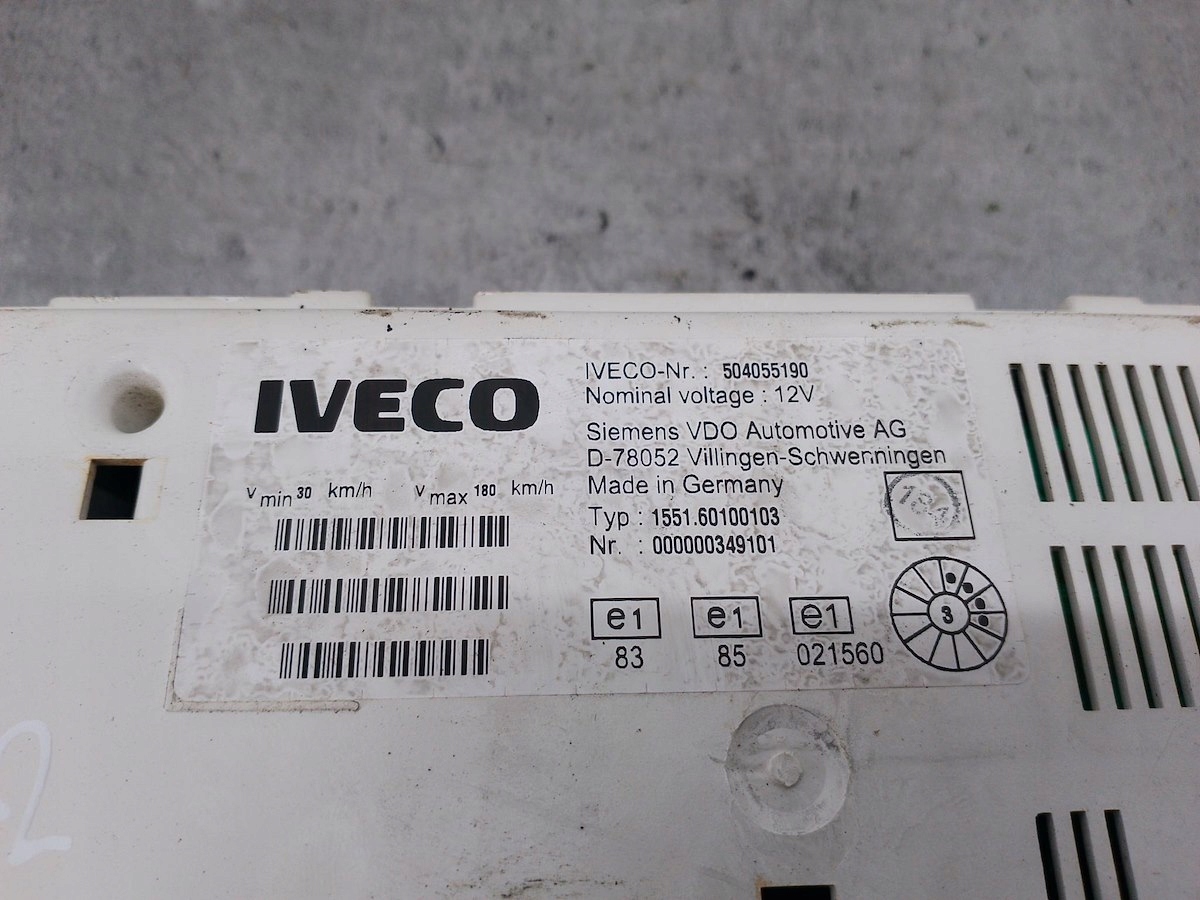 IVECO
IVECO-Nr. : 504055190
Nominal voltage : 12V
Siemens VDO Automotive AG
D-78052 Villingen-Schwenningen
Made in Germany
Typ : 1551.60100103
Nr. : 000000349101
v min 30 km/h v max 180 km/h
e1 e1 e1
83 85 021560
3